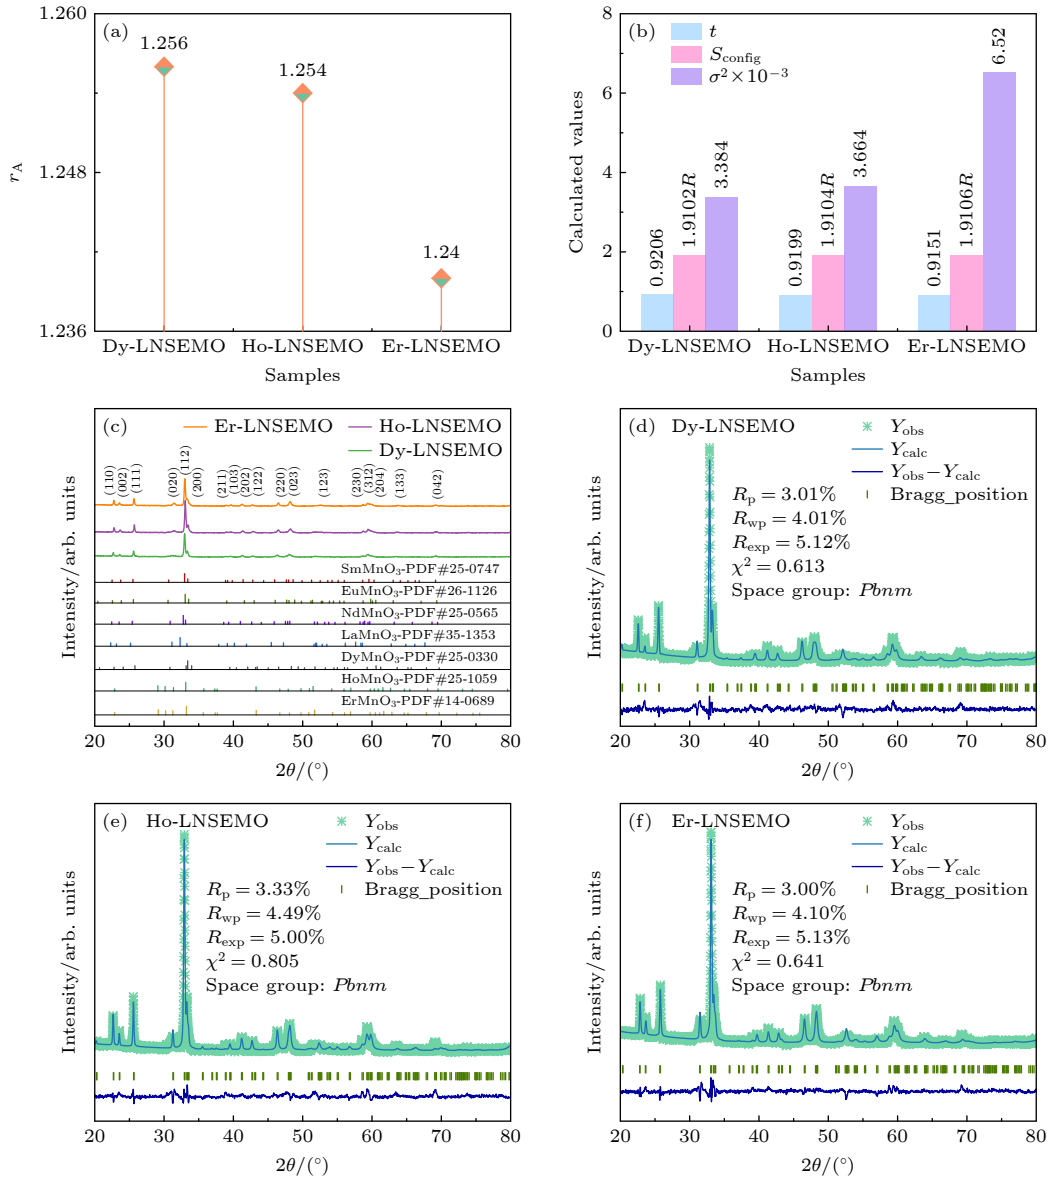 (a)
1.260
1.248
1.236
r_A
1.256
1.254
1.24
Dy-LNSEMO Ho-LNSEMO Er-LNSEMO
Samples
(b)
t
S_config
σ²×10⁻³
8
6
4
2
0
Calculated values
0.9206
1.9102R
3.384
0.9199
1.9104R
3.664
0.9151
1.9106R
6.52
Dy-LNSEMO Ho-LNSEMO Er-LNSEMO
Samples
(c)
Er-LNSEMO
Ho-LNSEMO
Dy-LNSEMO
(110)
(002)
(111)
(020)
(112)
(200)
(211)
(103)
(202)
(122)
(220)
(023)
(123)
(230)
(312)
(204)
(133)
(042)
SmMnO₃-PDF#25-0747
EuMnO₃-PDF#26-1126
NdMnO₃-PDF#25-0565
LaMnO₃-PDF#35-1353
DyMnO₃-PDF#25-0330
HoMnO₃-PDF#25-1059
ErMnO₃-PDF#14-0689
Intensity/arb. units
20 30 40 50 60 70 80
2θ/(°)
(d) Dy-LNSEMO
Y_obs
Y_calc
Y_obs−Y_calc
Bragg_position
R_p = 3.01%
R_wp = 4.01%
R_exp = 5.12%
χ² = 0.613
Space group: Pbnm
Intensity/arb. units
20 30 40 50 60 70 80
2θ/(°)
(e) Ho-LNSEMO
Y_obs
Y_calc
Y_obs−Y_calc
Bragg_position
R_p = 3.33%
R_wp = 4.49%
R_exp = 5.00%
χ² = 0.805
Space group: Pbnm
Intensity/arb. units
20 30 40 50 60 70 80
2θ/(°)
(f) Er-LNSEMO
Y_obs
Y_calc
Y_obs−Y_calc
Bragg_position
R_p = 3.00%
R_wp = 4.10%
R_exp = 5.13%
χ² = 0.641
Space group: Pbnm
Intensity/arb. units
20 30 40 50 60 70 80
2θ/(°)